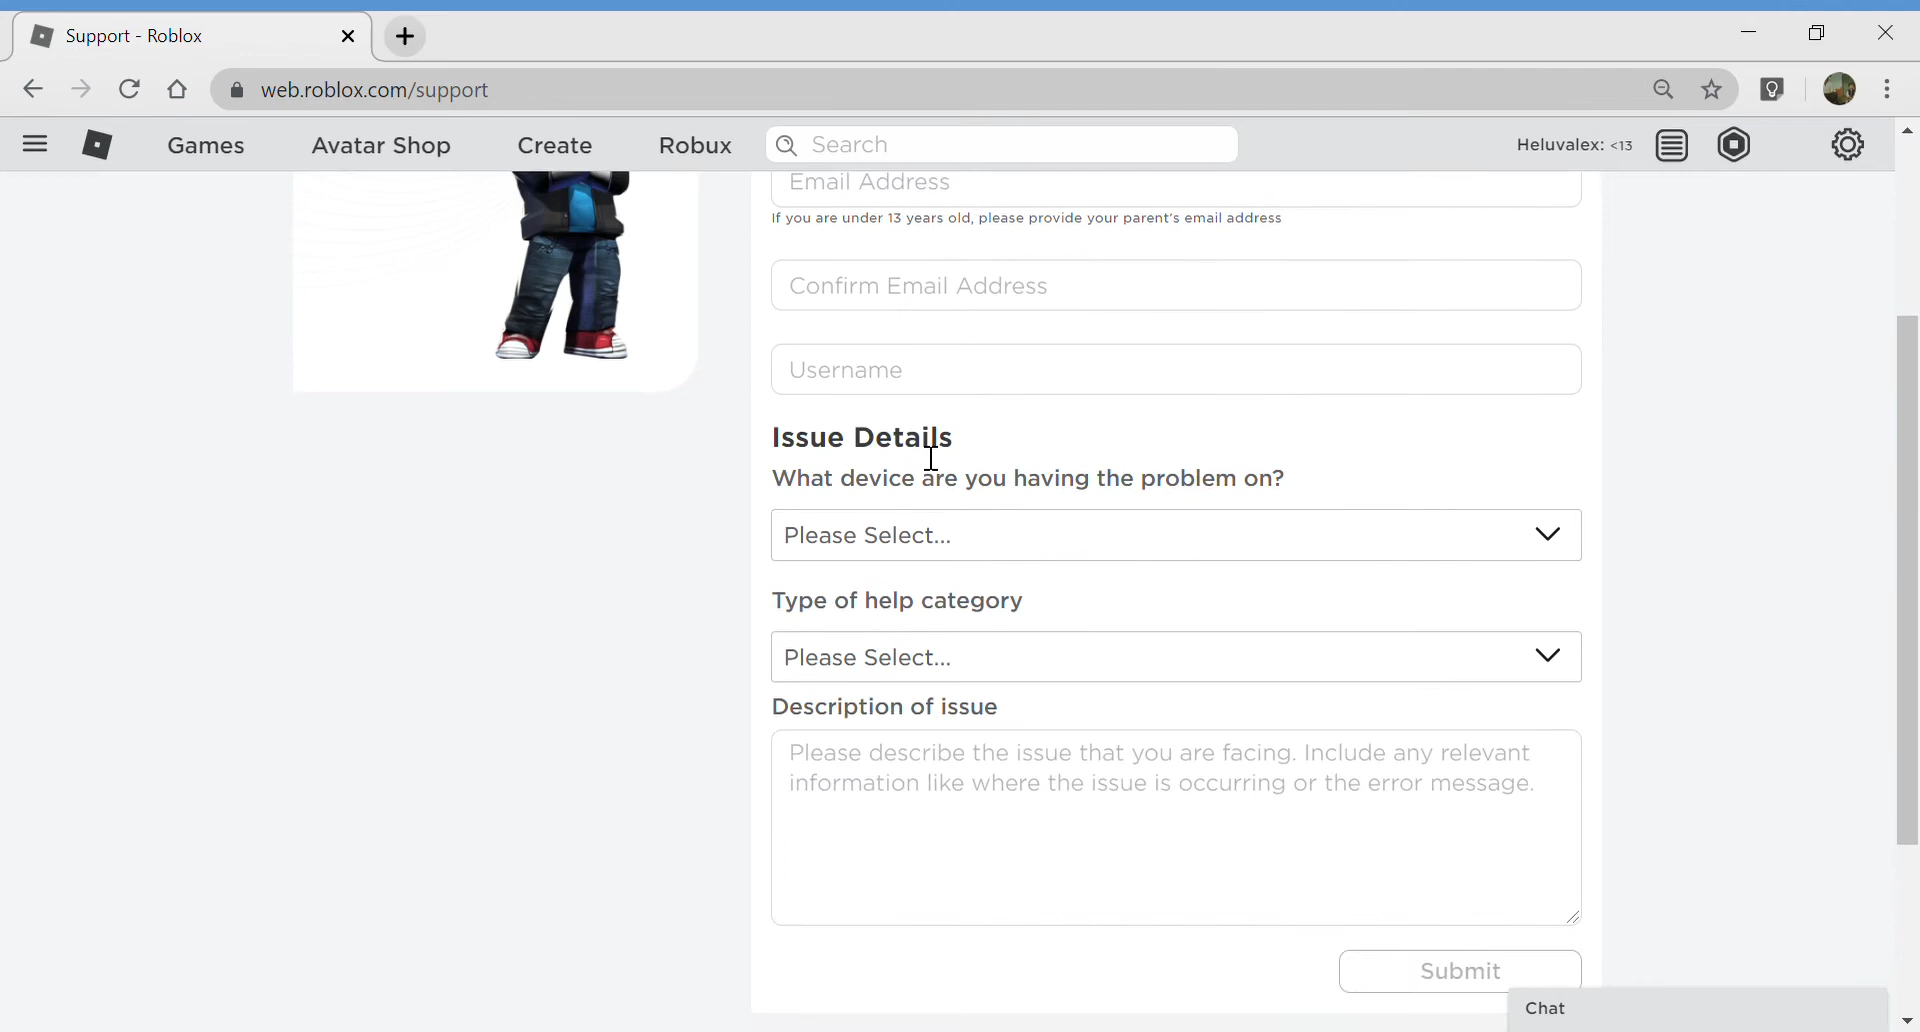 Support - Roblox
web.roblox.com/support
Games Avatar Shop Create Robux Search Heluvalex: <13
Email Address
If you are under 13 years old, please provide your parent's email address
Confirm Email Address
Username
Issue Details
What device are you having the problem on?
Please Select...
Type of help category
Please Select...
Description of issue
Please describe the issue that you are facing. Include any relevant
information like where the issue is occurring or the error message.
Submit
Chat